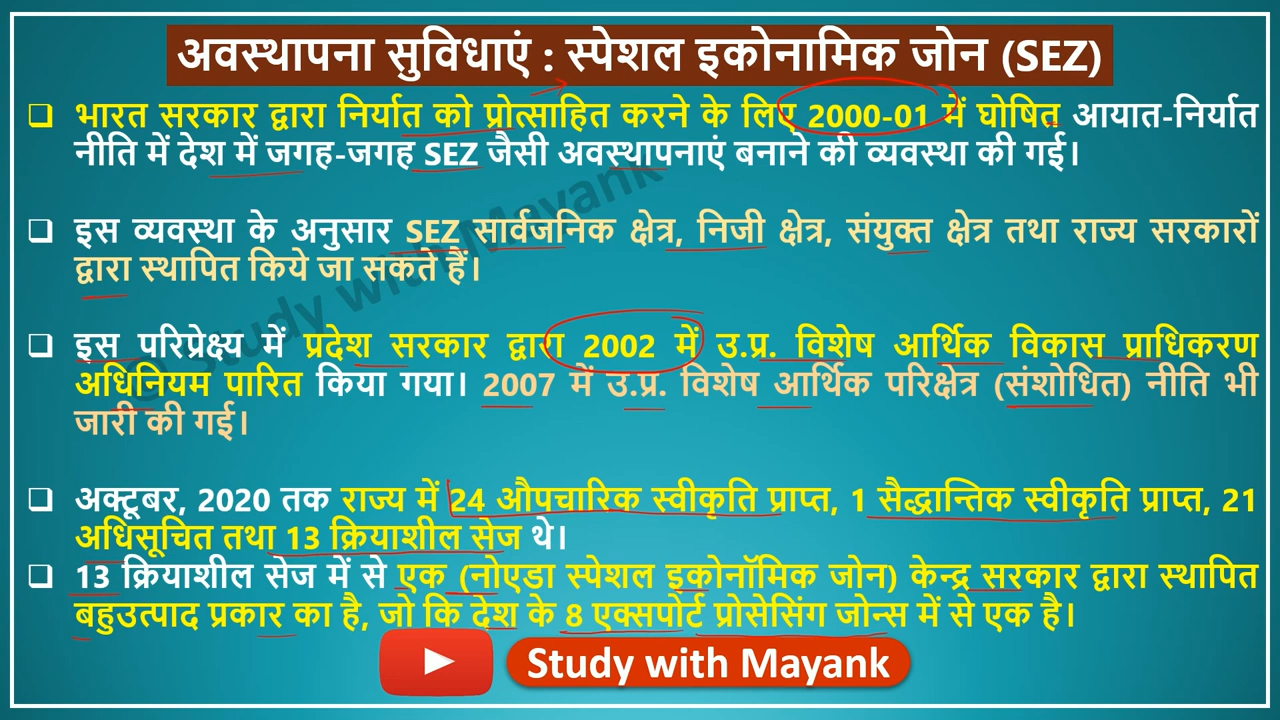 अवस्थापना सुविधाएं : स्पेशल इकोनामिक जोन (SEZ)
❑ भारत सरकार द्वारा निर्यात को प्रोत्साहित करने के लिए 2000-01 में घोषित आयात-निर्यात
नीति में देश में जगह-जगह SEZ जैसी अवस्थापनाएं बनाने की व्यवस्था की गई।
❑ इस व्यवस्था के अनुसार SEZ सार्वजनिक क्षेत्र, निजी क्षेत्र, संयुक्त क्षेत्र तथा राज्य सरकारों
द्वारा स्थापित किये जा सकते हैं।
❑ इस परिप्रेक्ष्य में प्रदेश सरकार द्वारा 2002 में उ.प्र. विशेष आर्थिक विकास प्राधिकरण
अधिनियम पारित किया गया। 2007 में उ.प्र. विशेष आर्थिक परिक्षेत्र (संशोधित) नीति भी
जारी की गई।
❑ अक्टूबर, 2020 तक राज्य में 24 औपचारिक स्वीकृति प्राप्त, 1 सैद्धान्तिक स्वीकृति प्राप्त, 21
अधिसूचित तथा 13 क्रियाशील सेज थे।
❑ 13 क्रियाशील सेज में से एक (नोएडा स्पेशल इकोनॉमिक जोन) केन्द्र सरकार द्वारा स्थापित
बहुउत्पाद प्रकार का है, जो कि देश के 8 एक्सपोर्ट प्रोसेसिंग जोन्स में से एक है।
© Study with Mayank
Study with Mayank